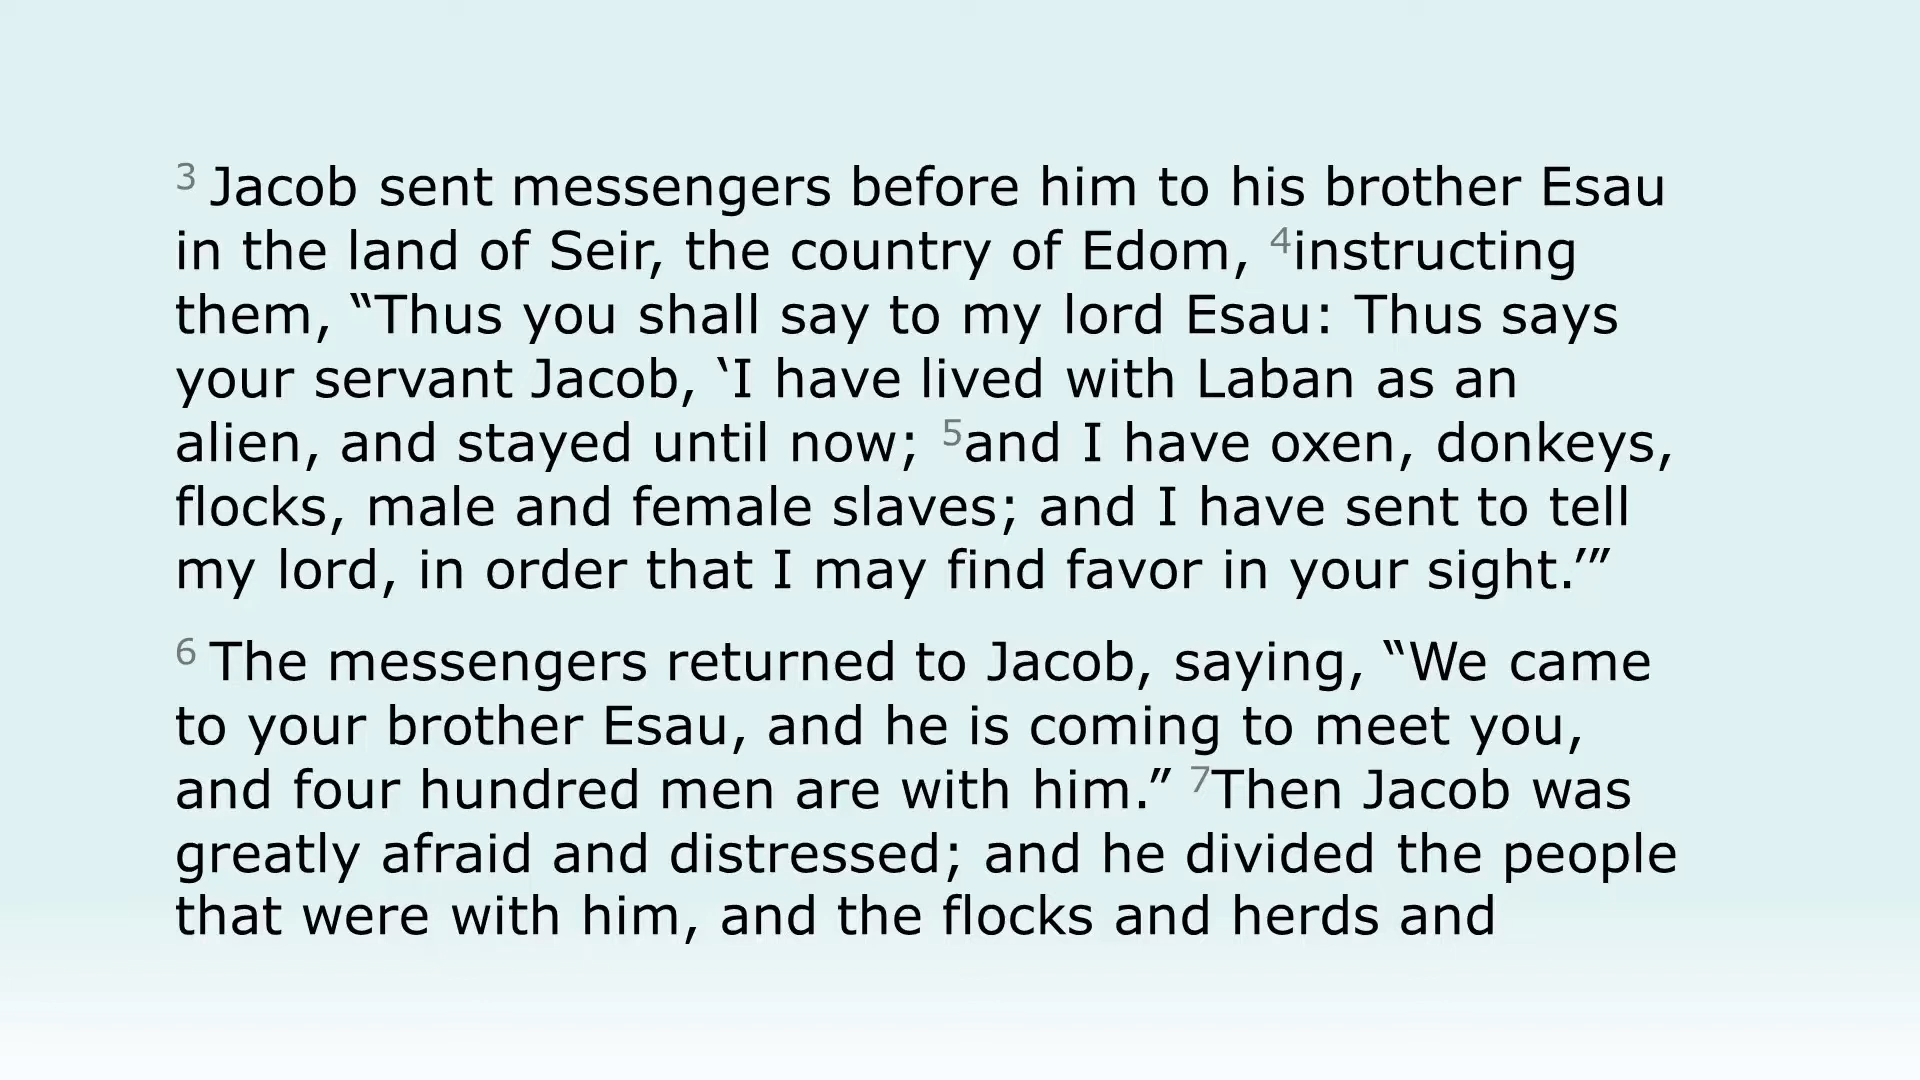 3 Jacob sent messengers before him to his brother Esau
in the land of Seir, the country of Edom, 4instructing
them, “Thus you shall say to my lord Esau: Thus says
your servant Jacob, ‘I have lived with Laban as an
alien, and stayed until now; 5and I have oxen, donkeys,
flocks, male and female slaves; and I have sent to tell
my lord, in order that I may find favor in your sight.’”
6 The messengers returned to Jacob, saying, “We came
to your brother Esau, and he is coming to meet you,
and four hundred men are with him.” 7Then Jacob was
greatly afraid and distressed; and he divided the people
that were with him, and the flocks and herds and